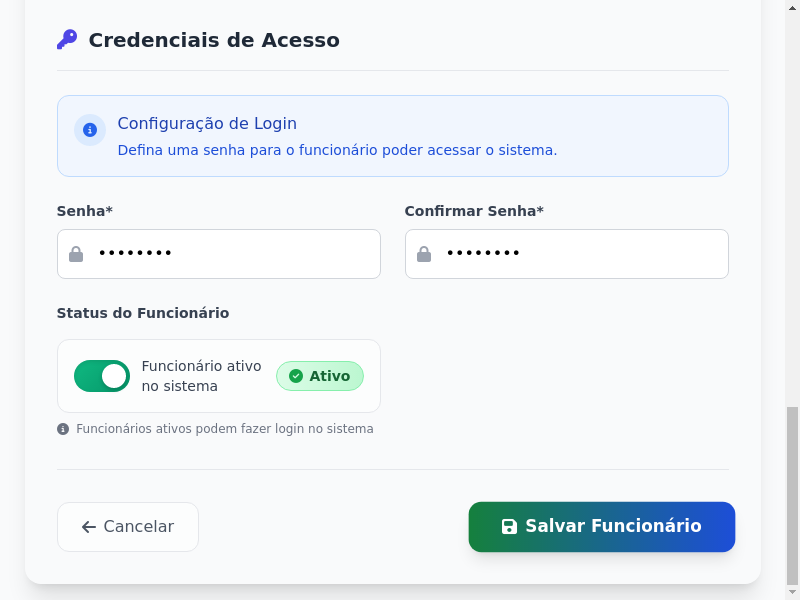 Credenciais de Acesso
Configuração de Login
Defina uma senha para o funcionário poder acessar o sistema.
Senha*
Confirmar Senha*
••••••••
••••••••
Status do Funcionário
Funcionário ativo
no sistema
Ativo
Funcionários ativos podem fazer login no sistema
Cancelar
Salvar Funcionário